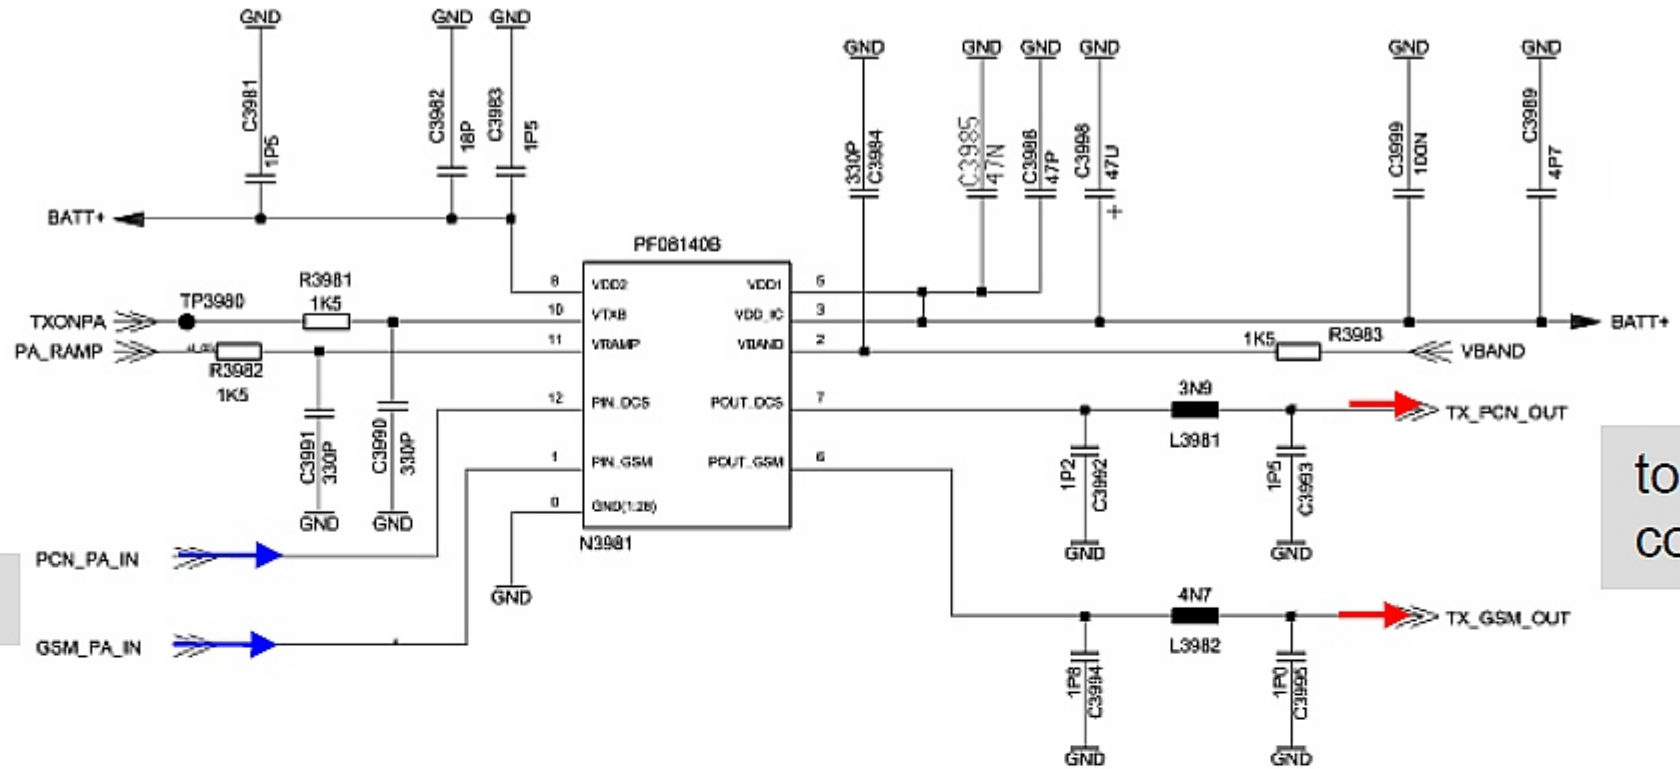 GND
GND
GND
GND
GND
GND
GND
GND
GND
C3981
1P5
C3982
18P
C3983
1P5
330P
C3984
C3985
47N
C3986
47P
C3998
47U
+
C3999
100N
C3989
4P7
BATT+
PF08140B
R3981
1K5
TP3980
TXONPA
PA_RAMP
R3982
1K5
8 VDD2 VDD1 5
10 VTXB VDD_IC 3
11 VRAMP VBAND 2
12 PIN_DCS POUT_DCS 7
1 PIN_GSM POUT_GSM 6
0 GND(1:28)
N3981
BATT+
1K5 R3983
VBAND
3N9
L3981
TX_PCN_OUT
C3991
330P
C3990
330P
GND
GND
1P2
C3992
1P5
C3993
GND
GND
PCN_PA_IN
GND
GSM_PA_IN
4N7
L3982
TX_GSM_OUT
1P8
C3994
1P0
C3995
GND
GND
to
co